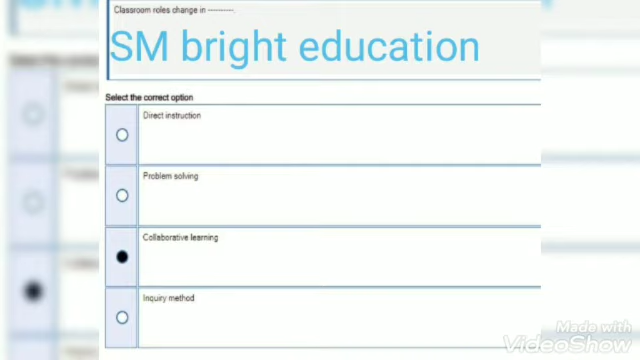 Classroom roles change in ----------.
SM bright education
Select the correct option
Direct instruction
Problem solving
Collaborative learning
Inquiry method
Made with
VideoShow